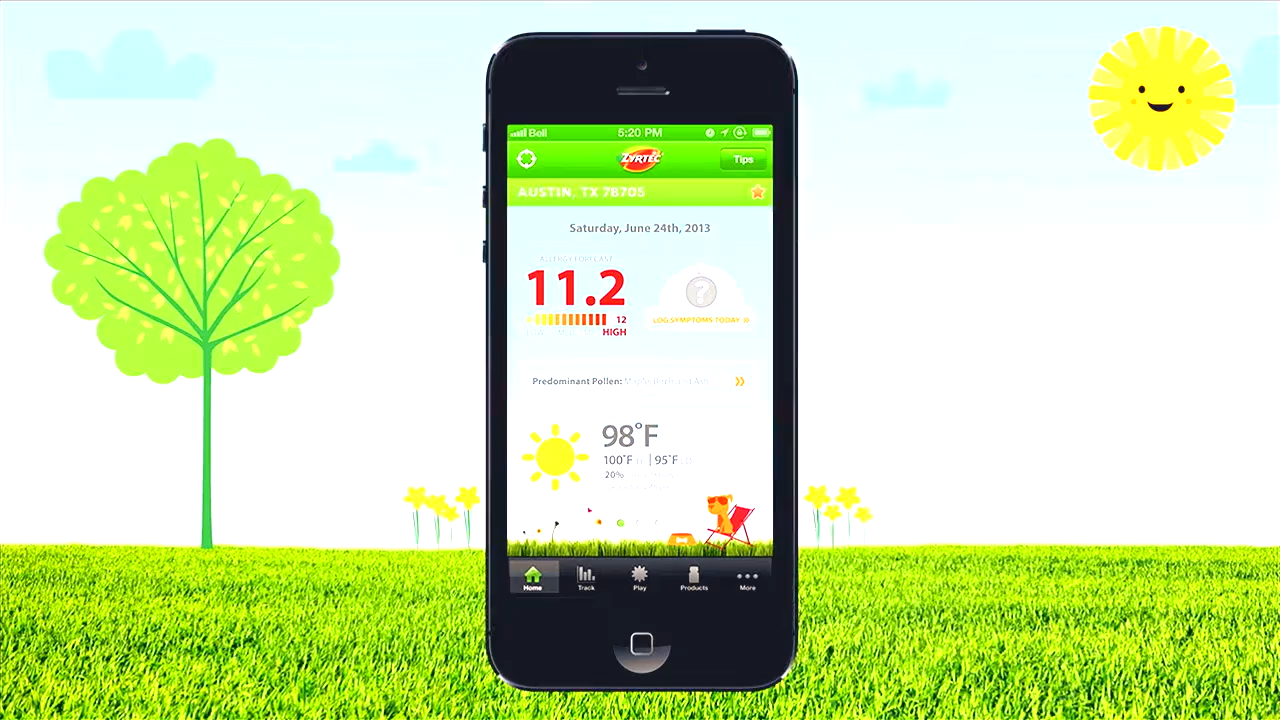 Bell 5:20 PM
ZYRTEC Tips
AUSTIN, TX 78705
Saturday, June 24th, 2013
ALLERGY FORECAST
11.2
12
HIGH
LOG SYMPTOMS TODAY
Predominant Pollen:
98°F
100°F | 95°F
20%
Home Track Play Products More